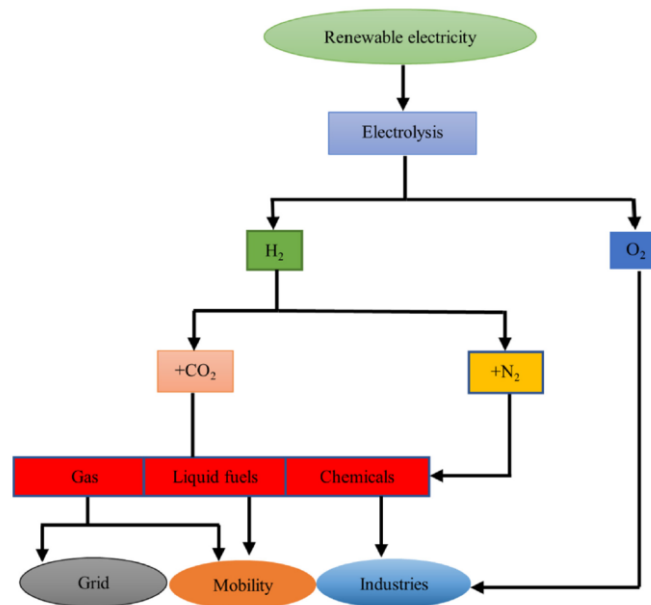 Renewable electricity
Electrolysis
H₂
O₂
+CO₂
+N₂
Gas
Liquid fuels
Chemicals
Grid
Mobility
Industries